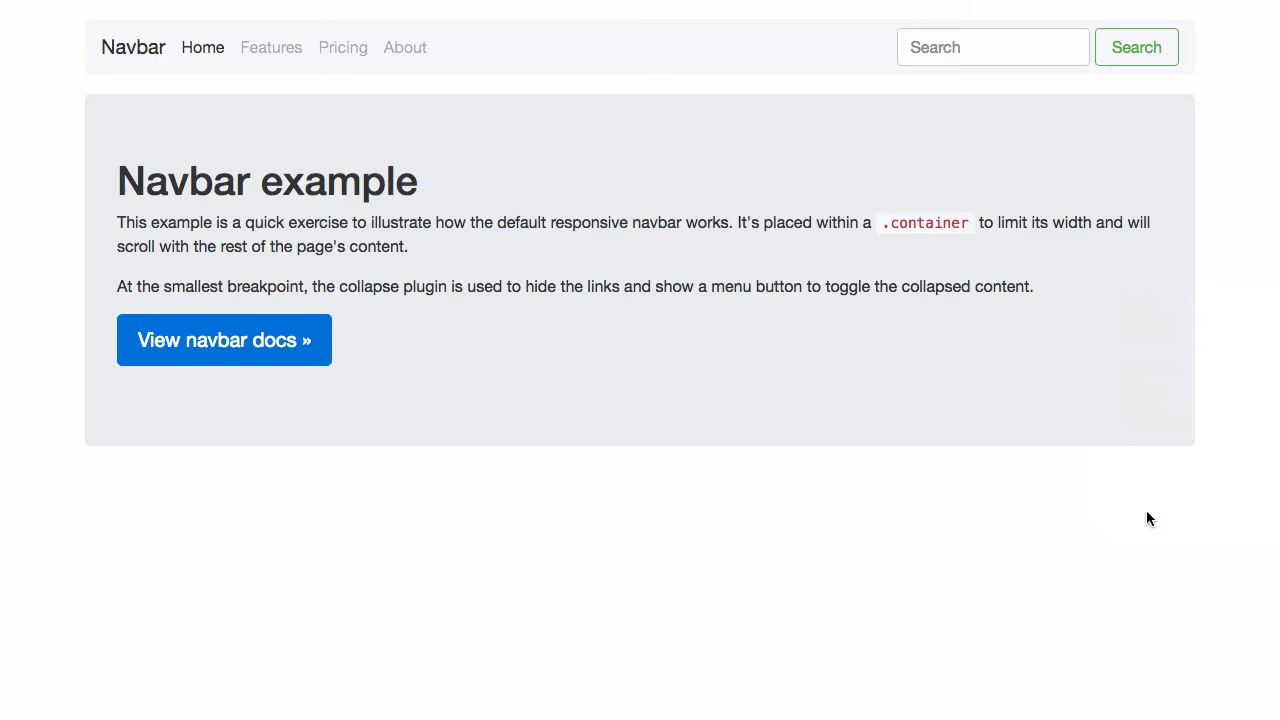 Navbar Home Features Pricing About Search Search
Navbar example
This example is a quick exercise to illustrate how the default responsive navbar works. It's placed within a .container to limit its width and will
scroll with the rest of the page's content.
At the smallest breakpoint, the collapse plugin is used to hide the links and show a menu button to toggle the collapsed content.
View navbar docs »